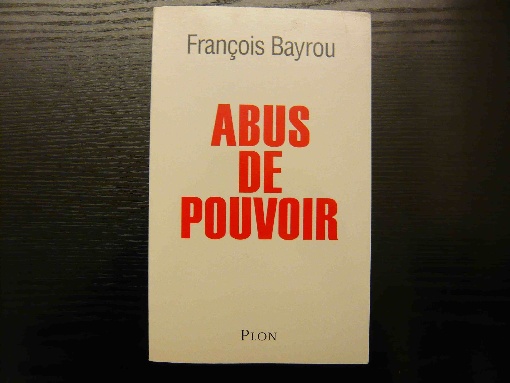 François Bayrou
ABUS
DE
POUVOIR
PLON